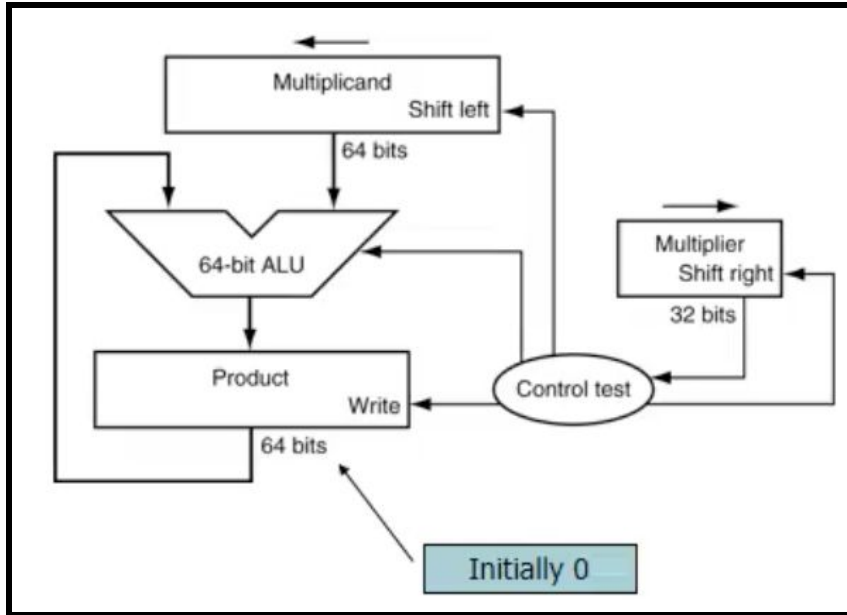 Multiplicand
Shift left
64 bits
64-bit ALU
Multiplier
Shift right
32 bits
Product
Write
Control test
64 bits
Initially 0